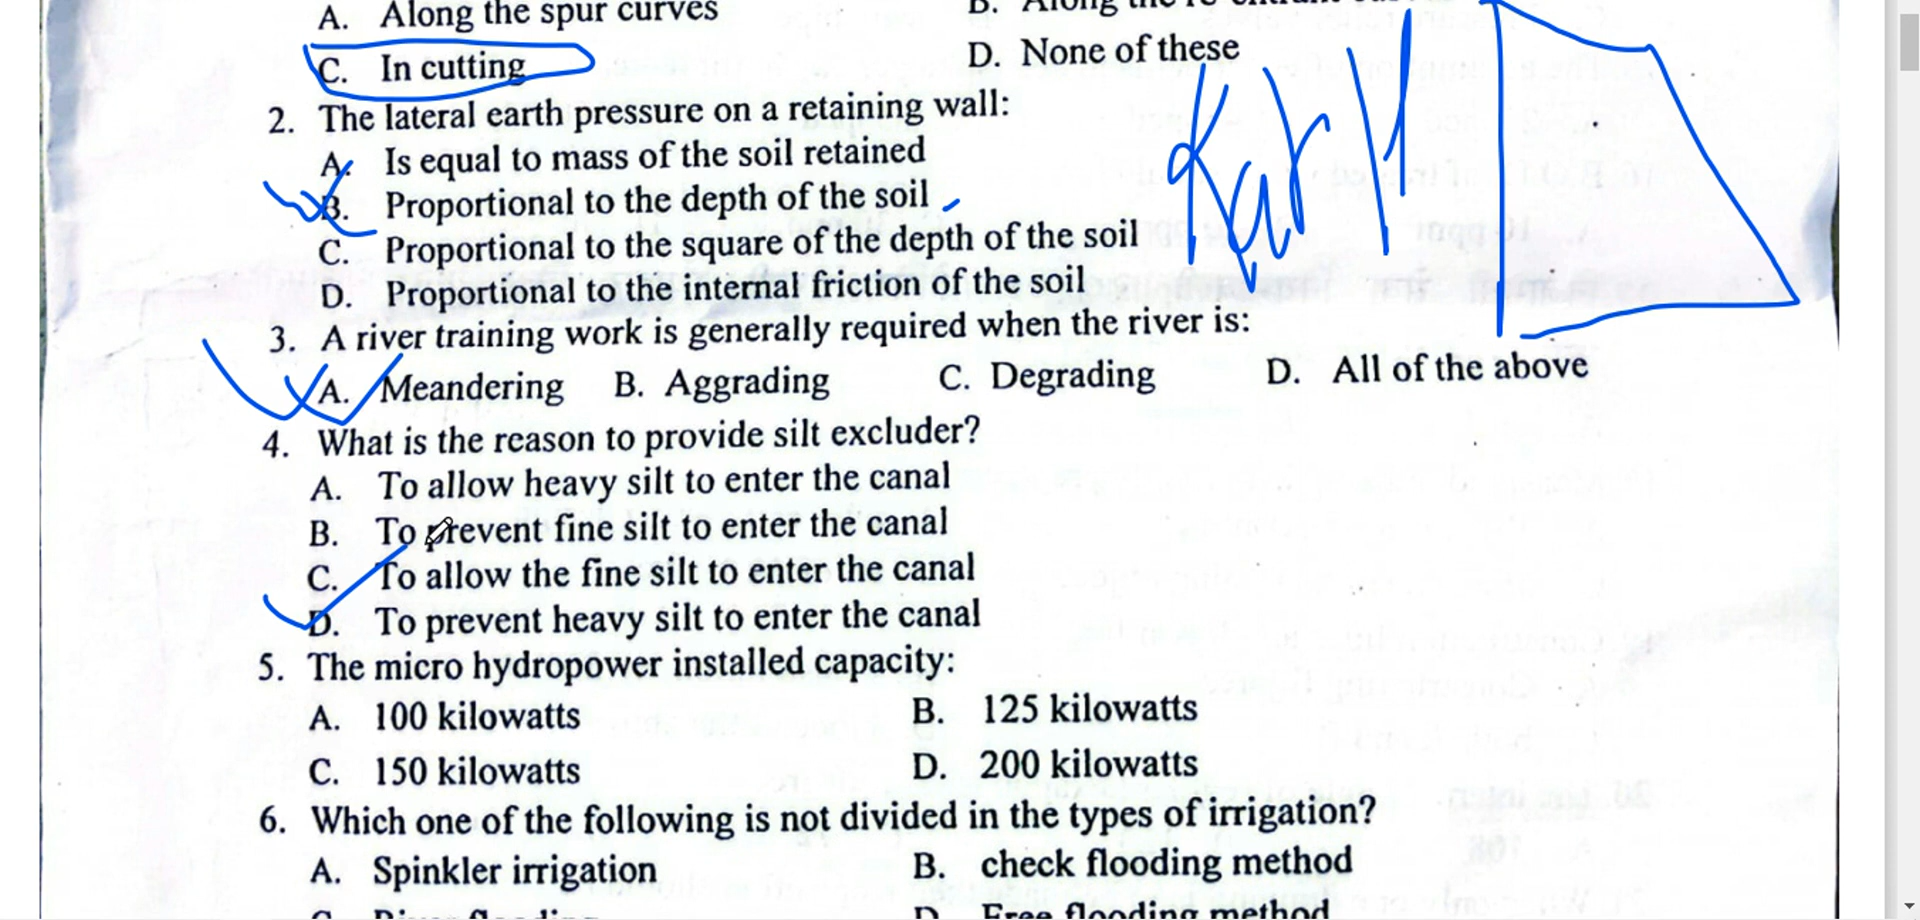 A. Along the spur curves
B. Along the
C. In cutting
D. None of these
2. The lateral earth pressure on a retaining wall:
A. Is equal to mass of the soil retained
B. Proportional to the depth of the soil
C. Proportional to the square of the depth of the soil
D. Proportional to the internal friction of the soil
3. A river training work is generally required when the river is:
A. Meandering B. Aggrading C. Degrading D. All of the above
4. What is the reason to provide silt excluder?
A. To allow heavy silt to enter the canal
B. To prevent fine silt to enter the canal
C. To allow the fine silt to enter the canal
D. To prevent heavy silt to enter the canal
5. The micro hydropower installed capacity:
A. 100 kilowatts B. 125 kilowatts
C. 150 kilowatts D. 200 kilowatts
6. Which one of the following is not divided in the types of irrigation?
A. Spinkler irrigation B. check flooding method
D. Free flooding method